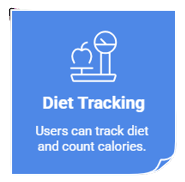 Diet Tracking
Users can track diet
and count calories.